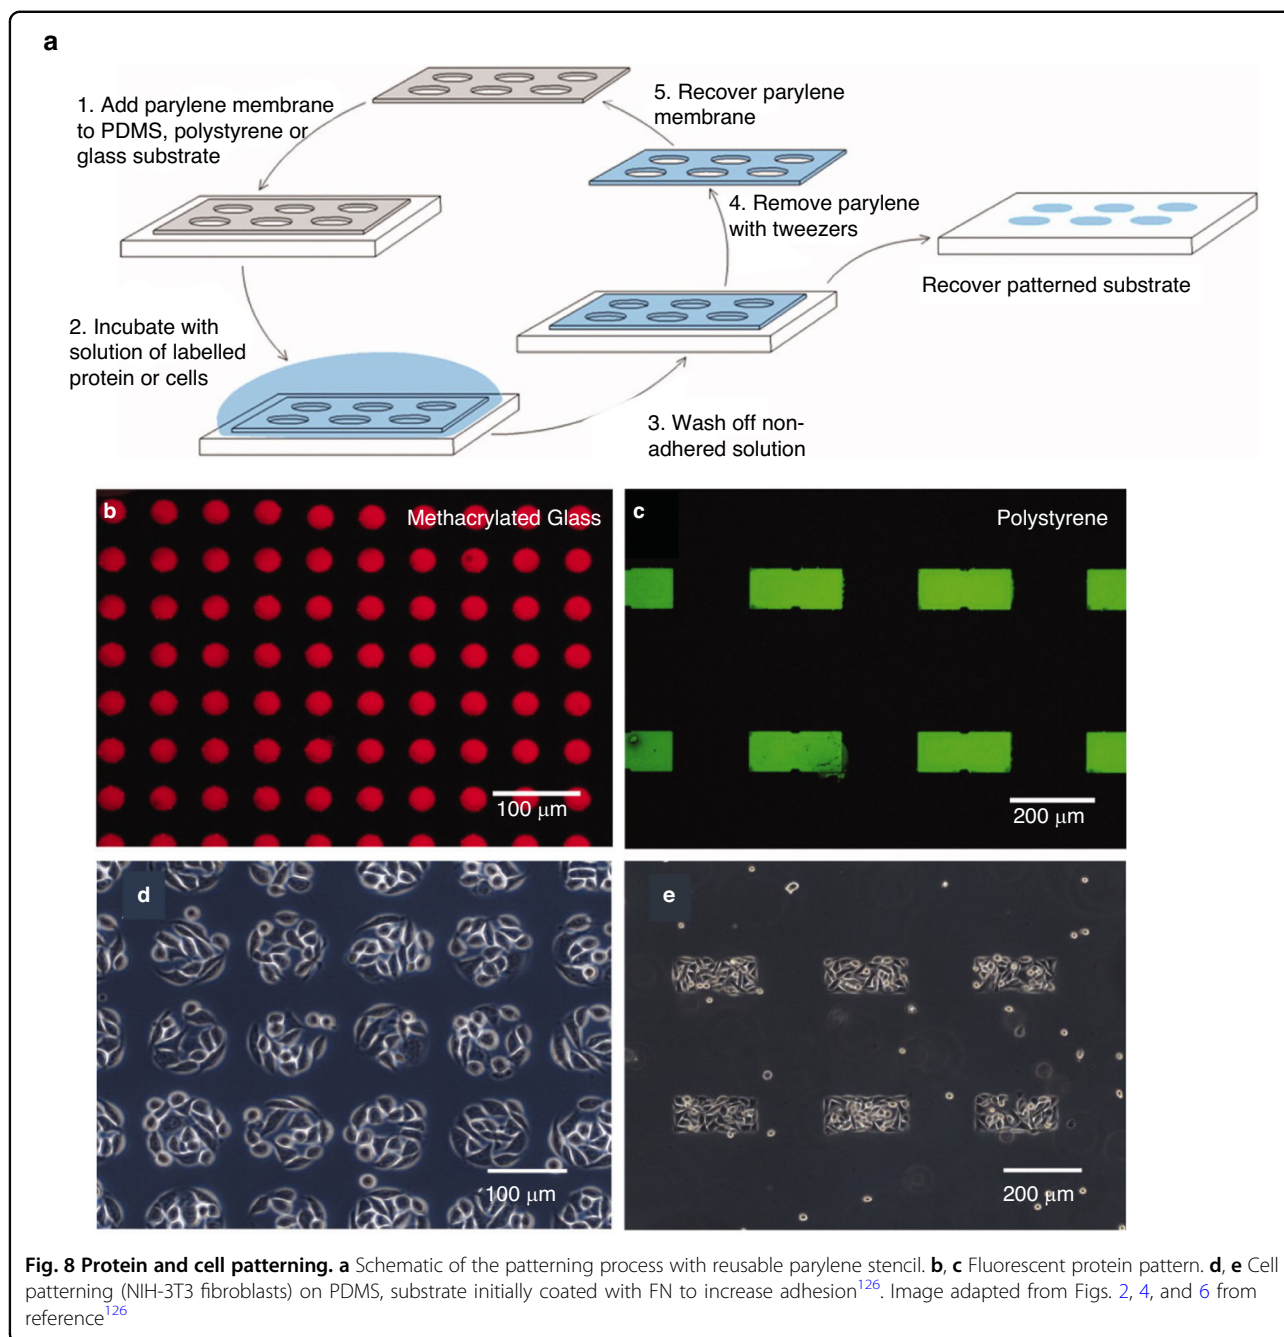 a
1. Add parylene membrane
to PDMS, polystyrene or
glass substrate
5. Recover parylene
membrane
4. Remove parylene
with tweezers
Recover patterned substrate
2. Incubate with
solution of labelled
protein or cells
3. Wash off non-
adhered solution
b
Methacrylated Glass
100 μm
c
Polystyrene
200 μm
d
100 μm
e
200 μm
Fig. 8 Protein and cell patterning. a Schematic of the patterning process with reusable parylene stencil. b, c Fluorescent protein pattern. d, e Cell
patterning (NIH-3T3 fibroblasts) on PDMS, substrate initially coated with FN to increase adhesion126. Image adapted from Figs. 2, 4, and 6 from
reference126